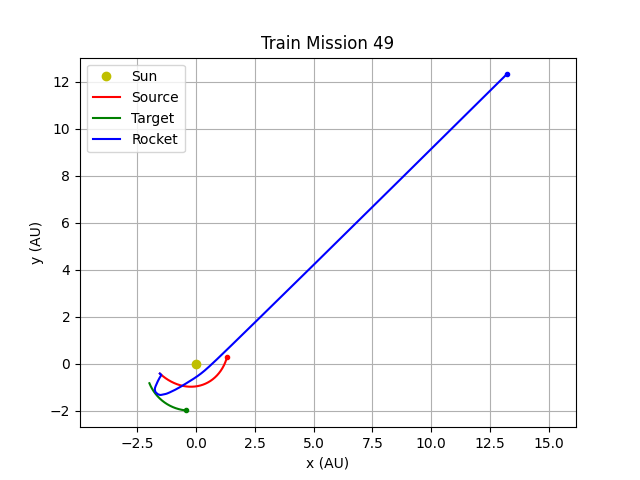 Train Mission 49
Sun
Source
Target
Rocket
12
10
8
6
4
2
0
−2
y (AU)
−2.5 0.0 2.5 5.0 7.5 10.0 12.5 15.0
x (AU)